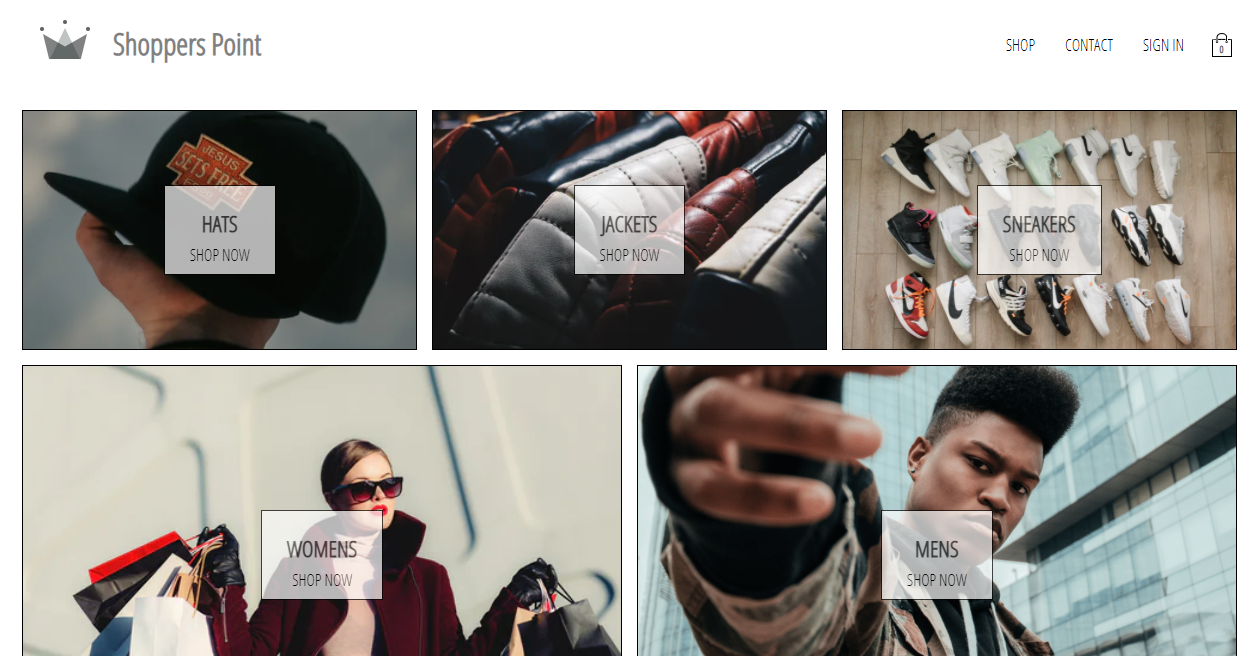 Shoppers Point
SHOP
CONTACT
SIGN IN
0
JESUS
SETS FREE
HATS
SHOP NOW
JACKETS
SHOP NOW
SNEAKERS
SHOP NOW
WOMENS
SHOP NOW
MENS
SHOP NOW